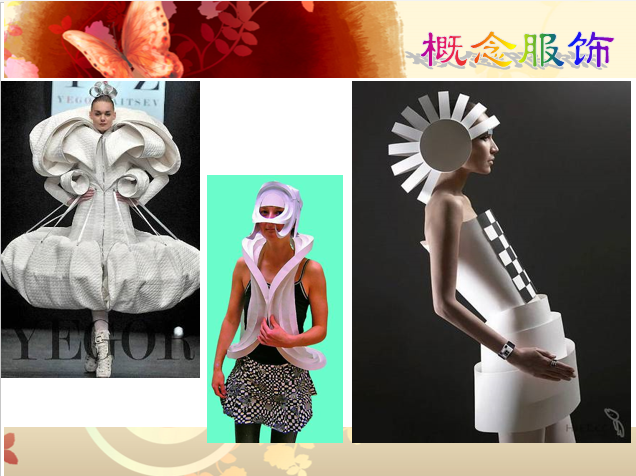 概念服饰
YEGOR ZAITSEV
YEGOR